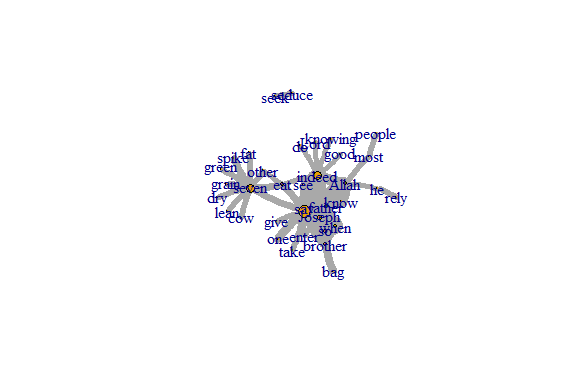 seduce
seek
people
knowing
Lord
do
good
most
fat
spike
green
other
indeed
grain
seven
eat
see
Allah
he
rely
dry
know
lean
cow
say
father
Joseph
give
when
so
one
enter
brother
take
bag